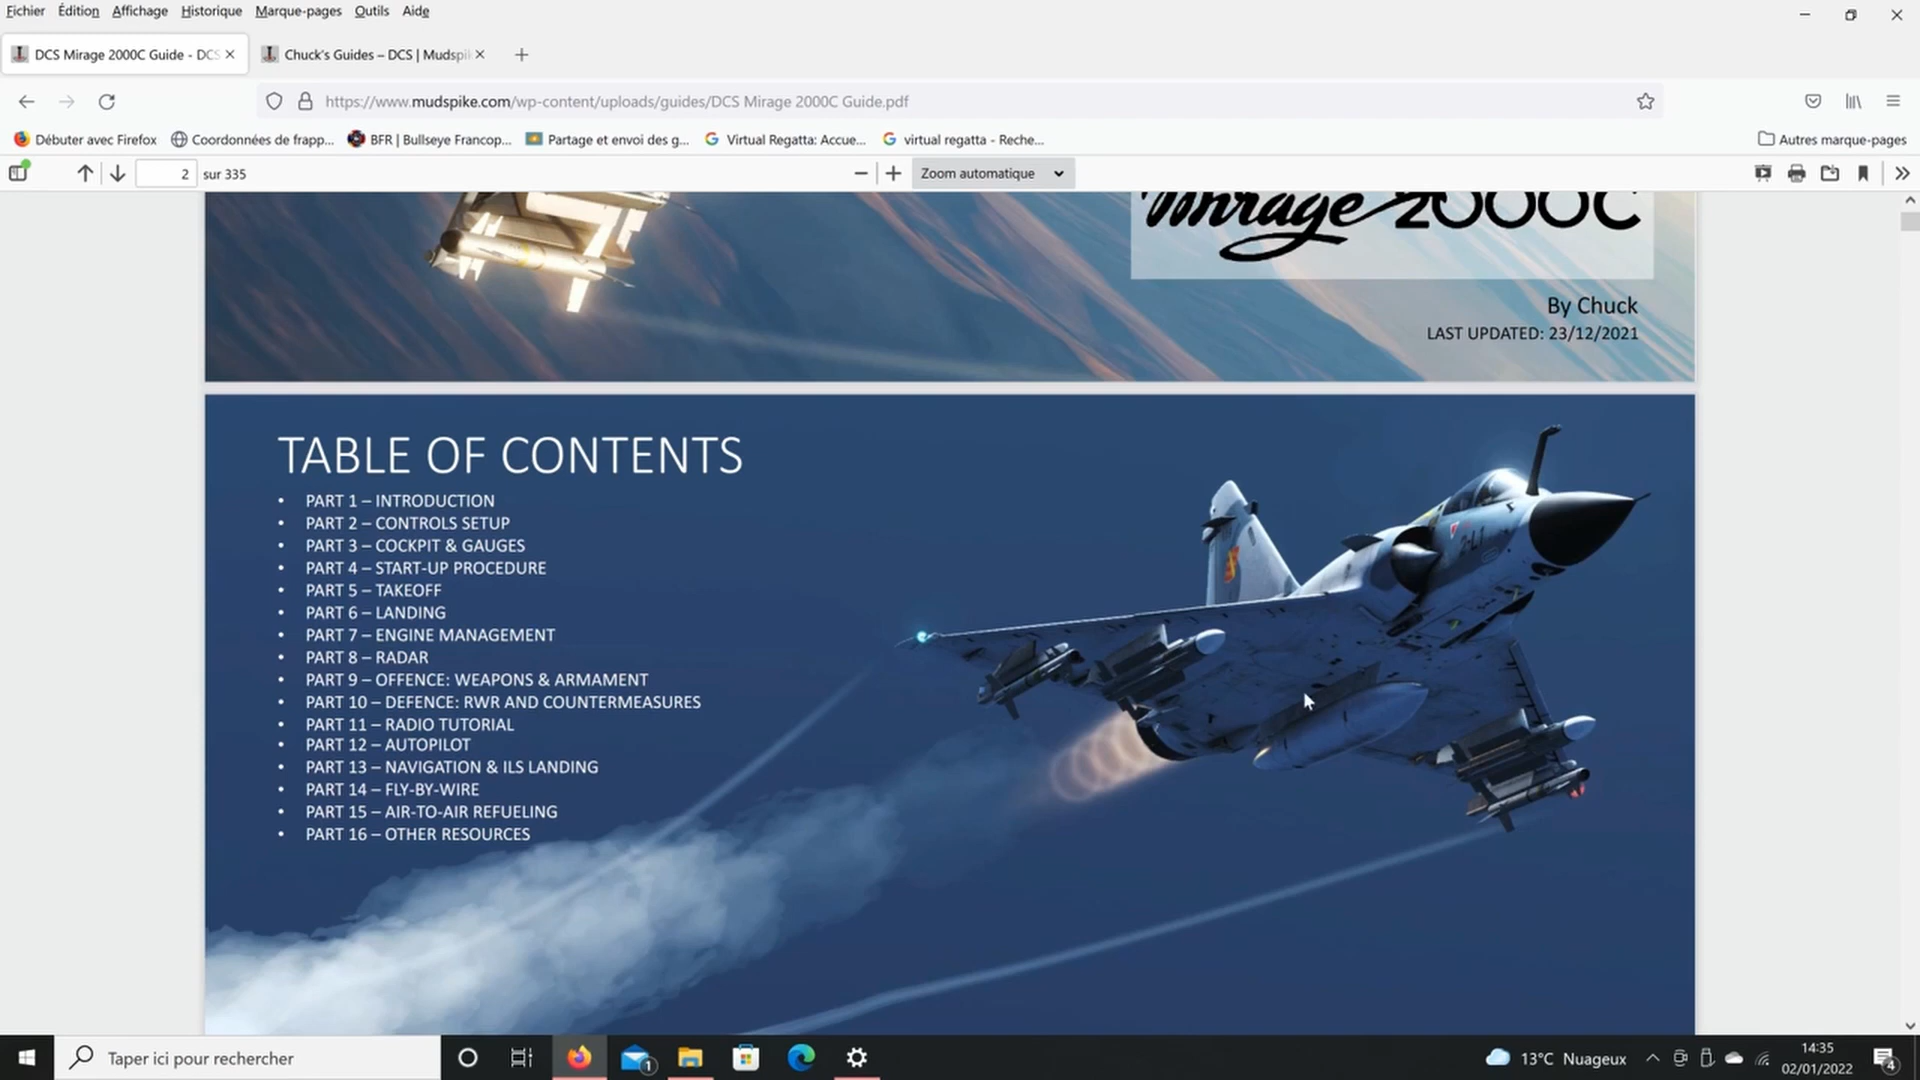 Fichier Édition Affichage Historique Marque-pages Outils Aide
DCS Mirage 2000C Guide - DCS
Chuck's Guides – DCS | Mudspi
https://www.mudspike.com/wp-content/uploads/guides/DCS Mirage 2000C Guide.pdf
Débuter avec Firefox Coordonnées de frapp... BFR | Bullseye Francop... Partage et envoi des g... Virtual Regatta: Accue... virtual regatta - Reche... Autres marque-pages
2 sur 335 Zoom automatique
Mirage 2000C
By Chuck
LAST UPDATED: 23/12/2021
TABLE OF CONTENTS
• PART 1 – INTRODUCTION
• PART 2 – CONTROLS SETUP
• PART 3 – COCKPIT & GAUGES
• PART 4 – START-UP PROCEDURE
• PART 5 – TAKEOFF
• PART 6 – LANDING
• PART 7 – ENGINE MANAGEMENT
• PART 8 – RADAR
• PART 9 – OFFENCE: WEAPONS & ARMAMENT
• PART 10 – DEFENCE: RWR AND COUNTERMEASURES
• PART 11 – RADIO TUTORIAL
• PART 12 – AUTOPILOT
• PART 13 – NAVIGATION & ILS LANDING
• PART 14 – FLY-BY-WIRE
• PART 15 – AIR-TO-AIR REFUELING
• PART 16 – OTHER RESOURCES
2-LT
Taper ici pour rechercher
1
13°C Nuageux
14:35
02/01/2022
4